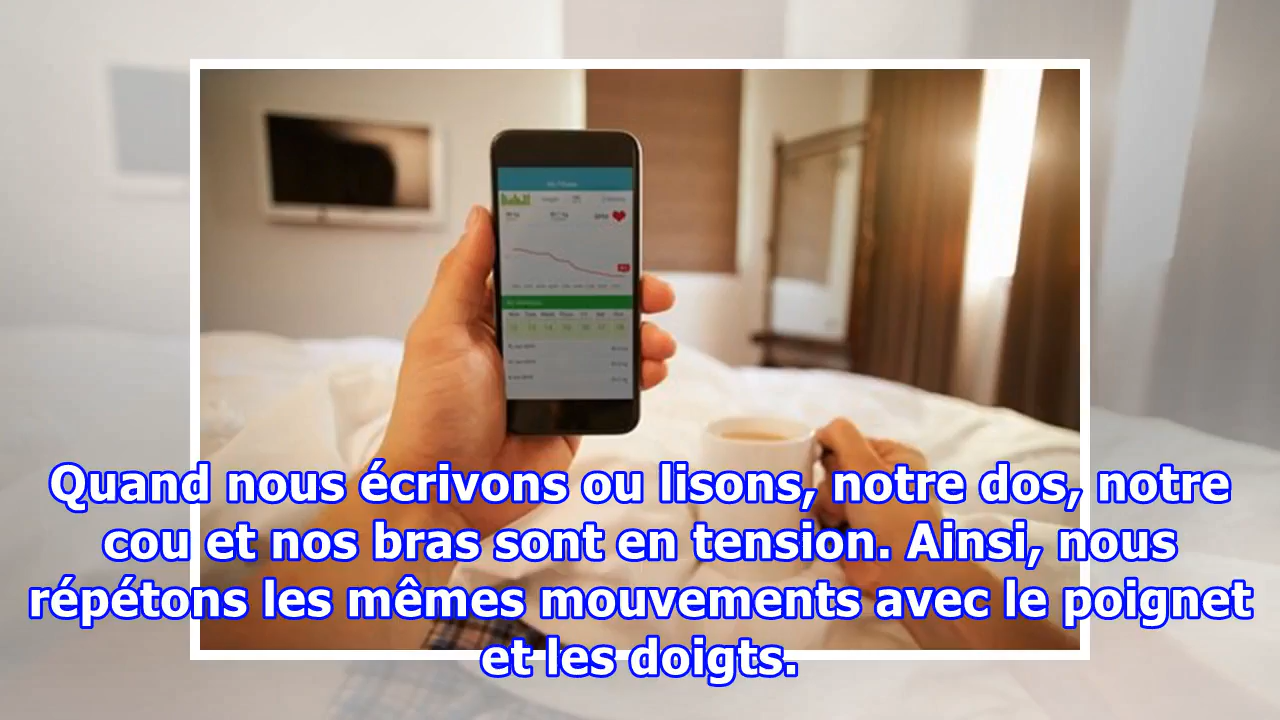 Quand nous écrivons ou lisons, notre dos, notre
cou et nos bras sont en tension. Ainsi, nous
répétons les mêmes mouvements avec le poignet
et les doigts.